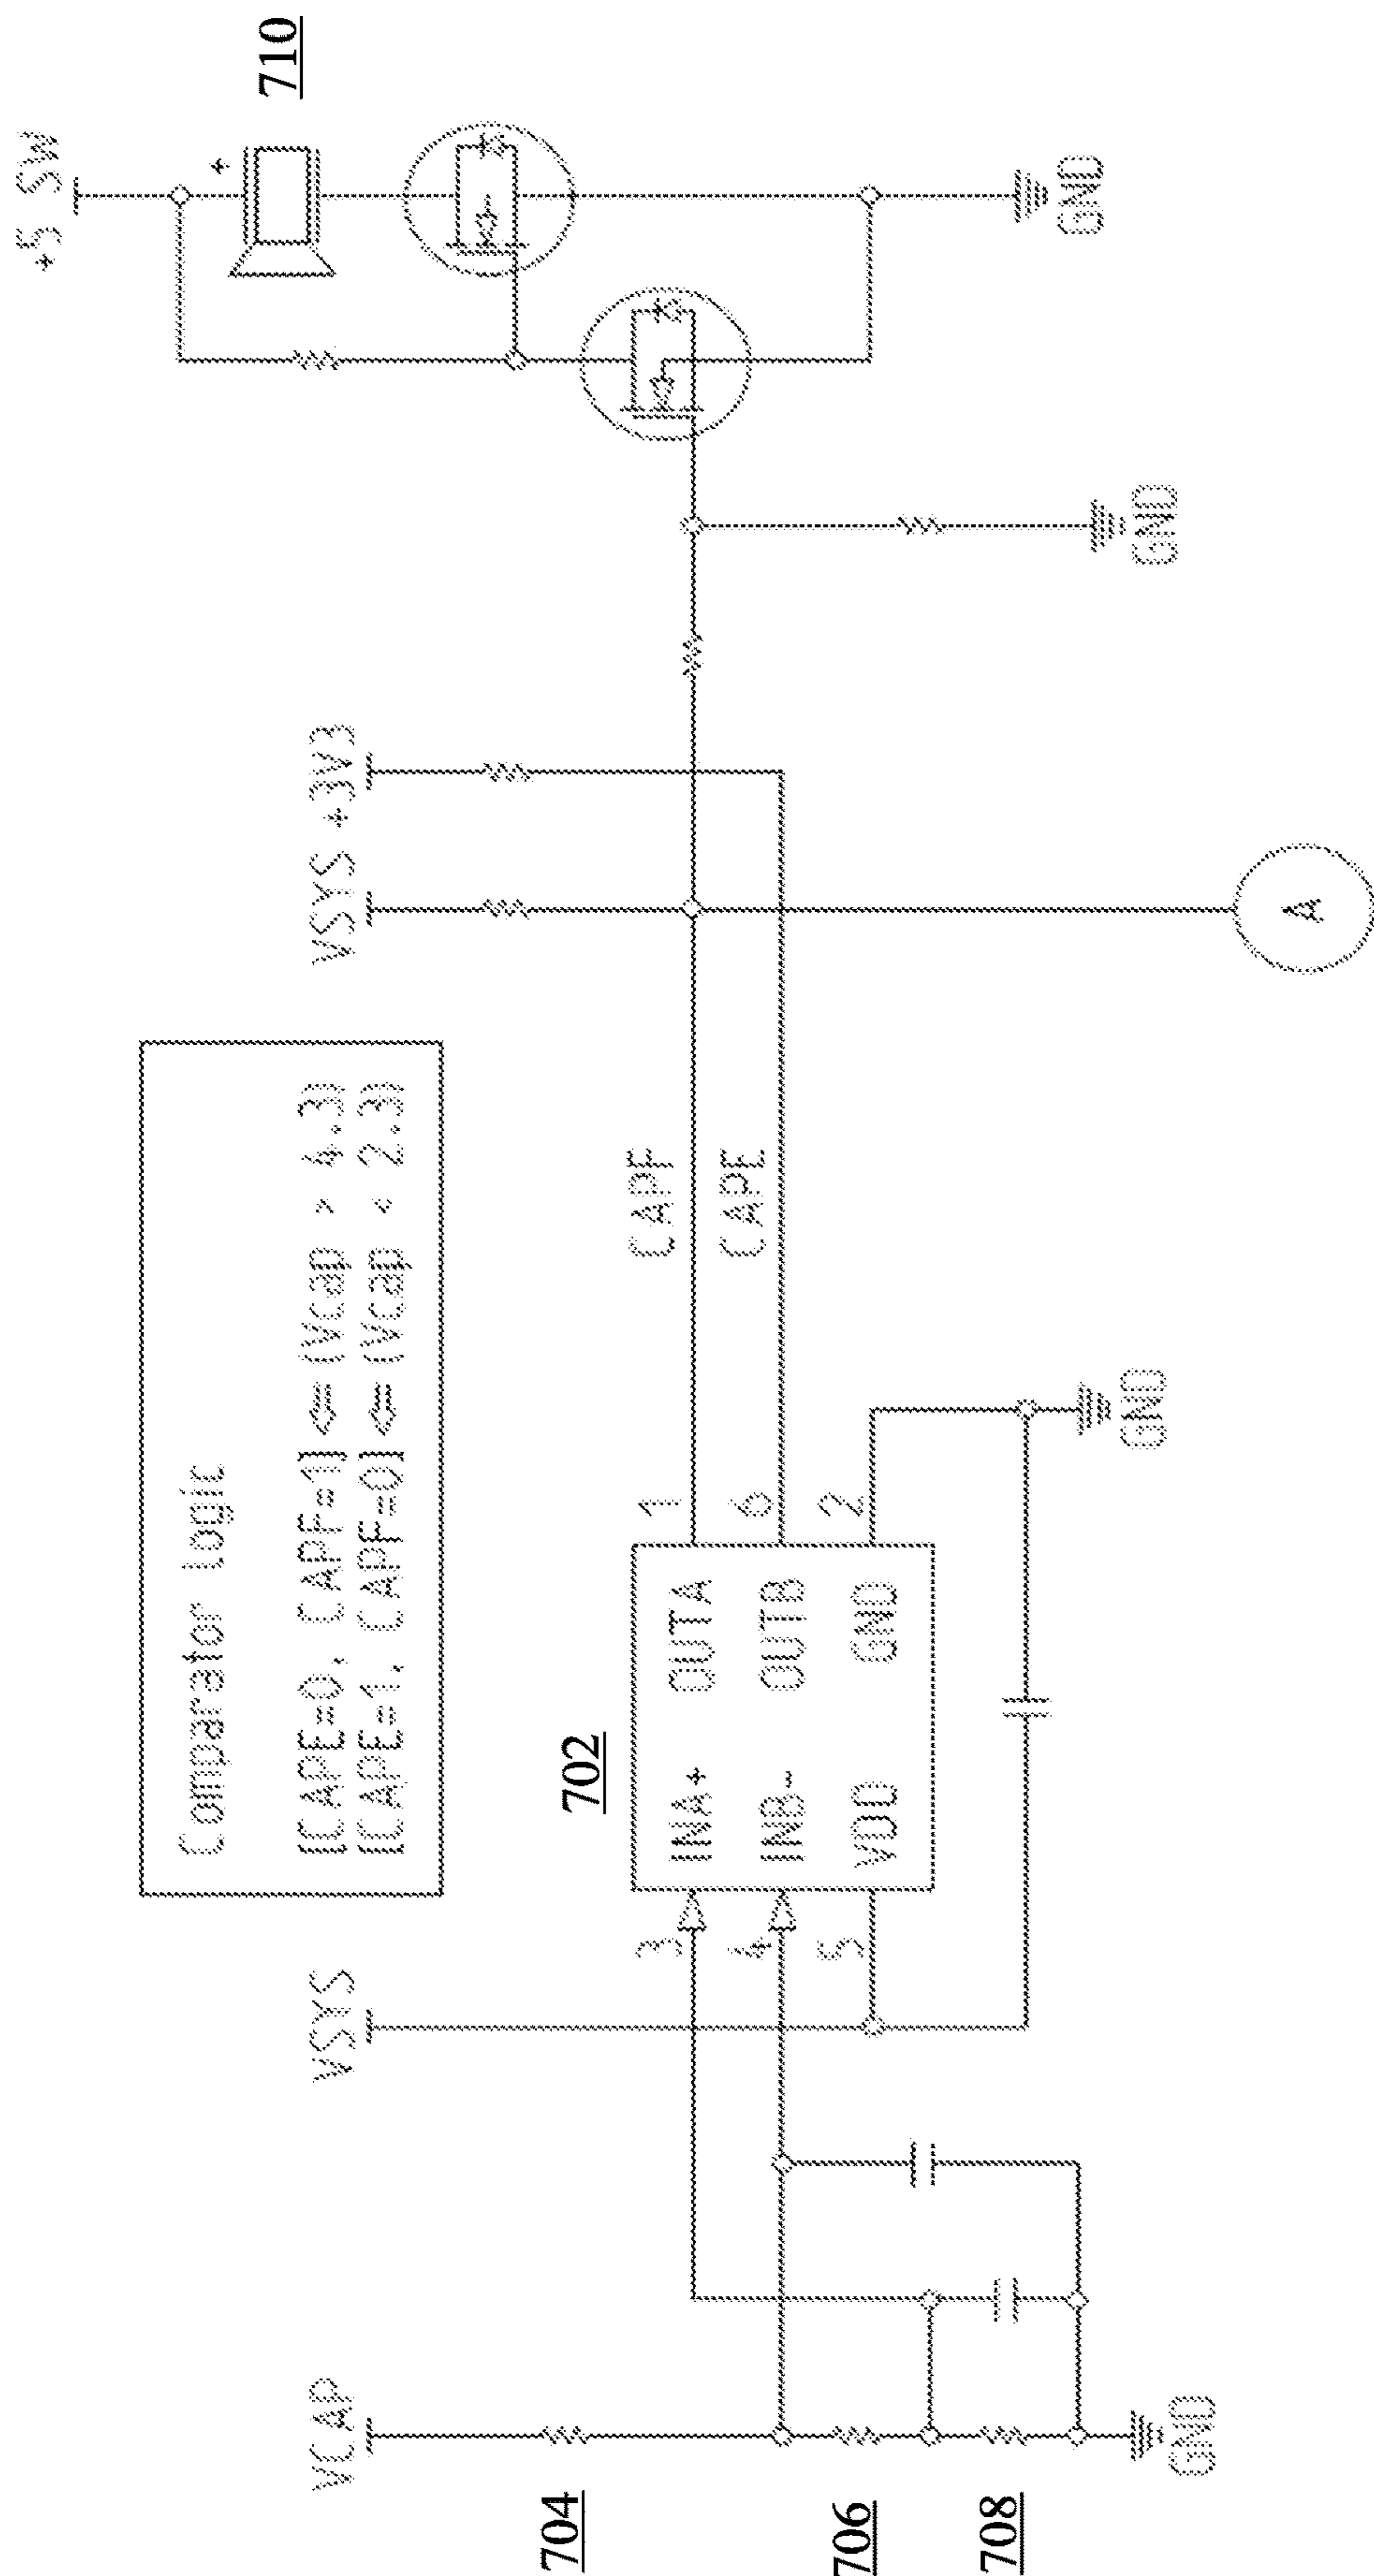 +5 SW
710
GND
GND
VSYS
+3V3
Comparator Logic
[CAPE=0, CAPF=1] ⇐ (Vcap > 4.3)
[CAPE=1, CAPF=0] ⇐ (Vcap < 2.3)
CAPF
CAPE
A
VSYS
702
3 INA+ OUTA 1
4 INB- OUTB 6
5 VDD GND 2
GND
VCAP
704
706
708
GND